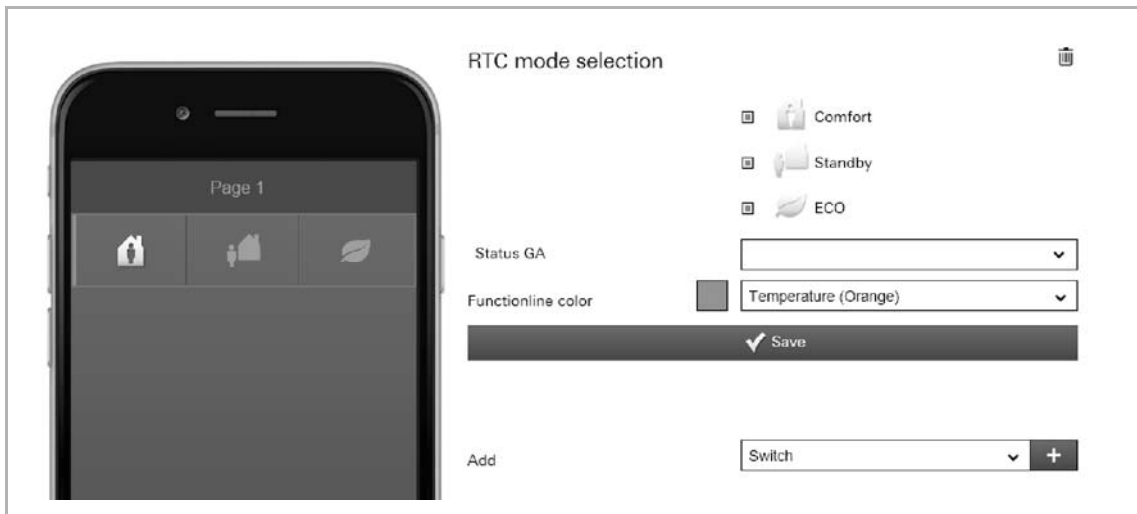 RTC mode selection
Comfort
Standby
ECO
Page 1
Status GA
Functionline color
Temperature (Orange)
Save
Add
Switch